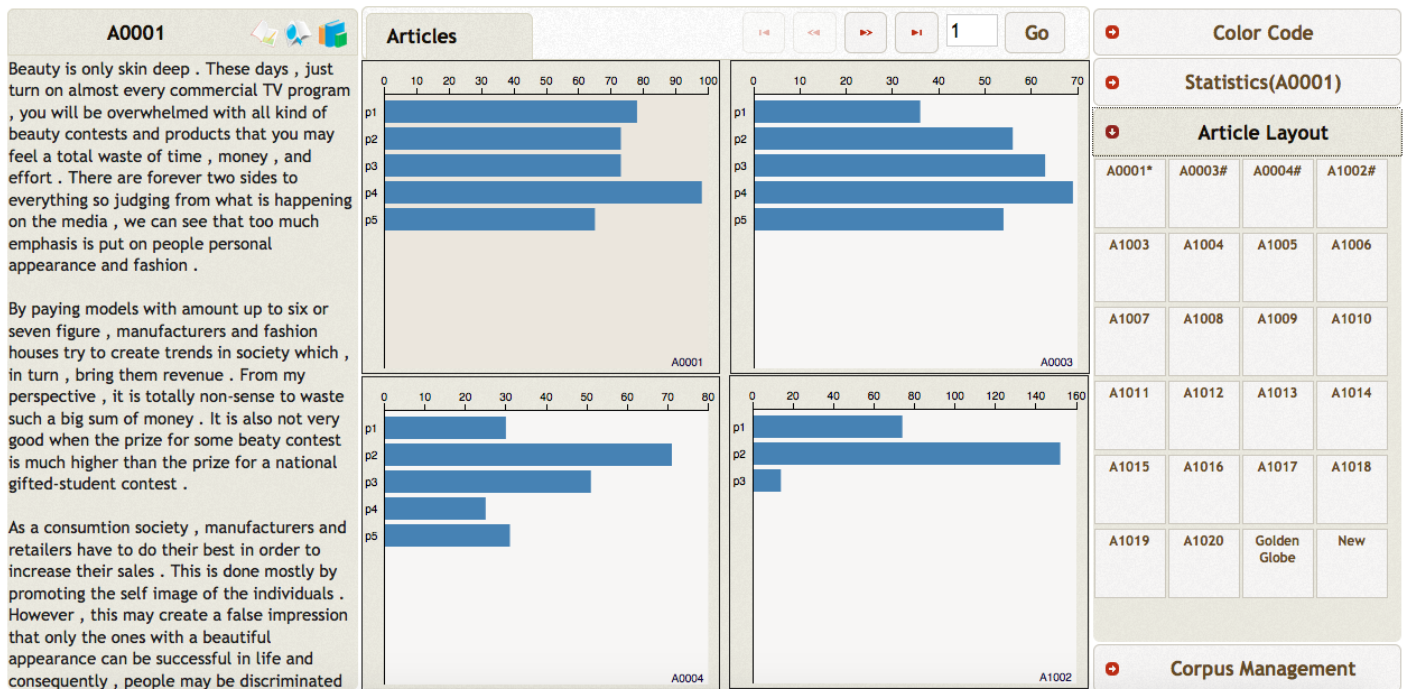 A0001
Beauty is only skin deep . These days , just
turn on almost every commercial TV program
, you will be overwhelmed with all kind of
beauty contests and products that you may
feel a total waste of time , money , and
effort . There are forever two sides to
everything so judging from what is happening
on the media , we can see that too much
emphasis is put on people personal
appearance and fashion .
By paying models with amount up to six or
seven figure , manufacturers and fashion
houses try to create trends in society which ,
in turn , bring them revenue . From my
perspective , it is totally non-sense to waste
such a big sum of money . It is also not very
good when the prize for some beaty contest
is much higher than the prize for a national
gifted-student contest .
As a consumtion society , manufacturers and
retailers have to do their best in order to
increase their sales . This is done mostly by
promoting the self image of the individuals .
However , this may create a false impression
that only the ones with a beautiful
appearance can be successful in life and
consequently , people may be discriminated
Articles
1
Go
0 10 20 30 40 50 60 70 80 90 100
p1
p2
p3
p4
p5
A0001
0 10 20 30 40 50 60 70
p1
p2
p3
p4
p5
A0003
0 10 20 30 40 50 60 70 80
p1
p2
p3
p4
p5
A0004
0 20 40 60 80 100 120 140 160
p1
p2
p3
A1002
Color Code
Statistics(A0001)
Article Layout
A0001* A0003# A0004# A1002#
A1003 A1004 A1005 A1006
A1007 A1008 A1009 A1010
A1011 A1012 A1013 A1014
A1015 A1016 A1017 A1018
A1019 A1020 Golden Globe New
Corpus Management